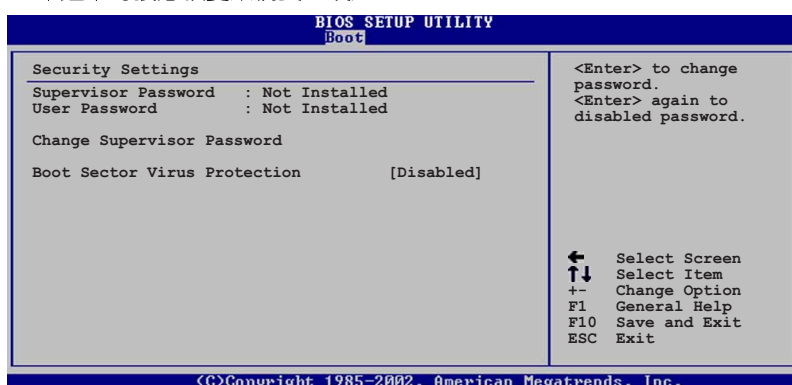 BIOS SETUP UTILITY
Boot
Security Settings
Supervisor Password : Not Installed
User Password : Not Installed
Change Supervisor Password
Boot Sector Virus Protection [Disabled]
<Enter> to change
password.
<Enter> again to
disabled password.
← Select Screen
↑↓ Select Item
+- Change Option
F1 General Help
F10 Save and Exit
ESC Exit
(C)Copyright 1985-2002, American Megatrends, Inc.